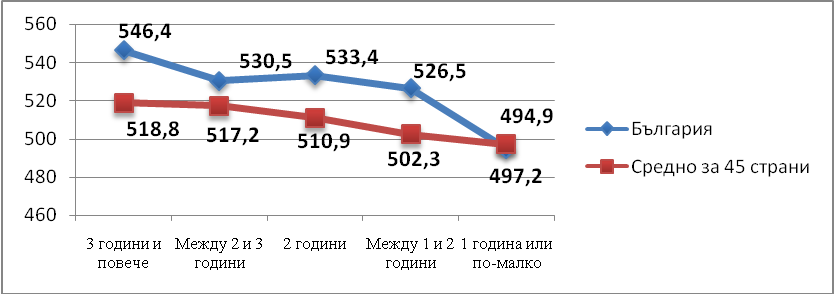 560
540
520
500
480
460
546,4
530,5
533,4
526,5
494,9
518,8
517,2
510,9
502,3
497,2
3 години и
повече
Между 2 и 3
години
2 години
Между 1 и 2
години
1 година или
по-малко
България
Средно за 45 страни